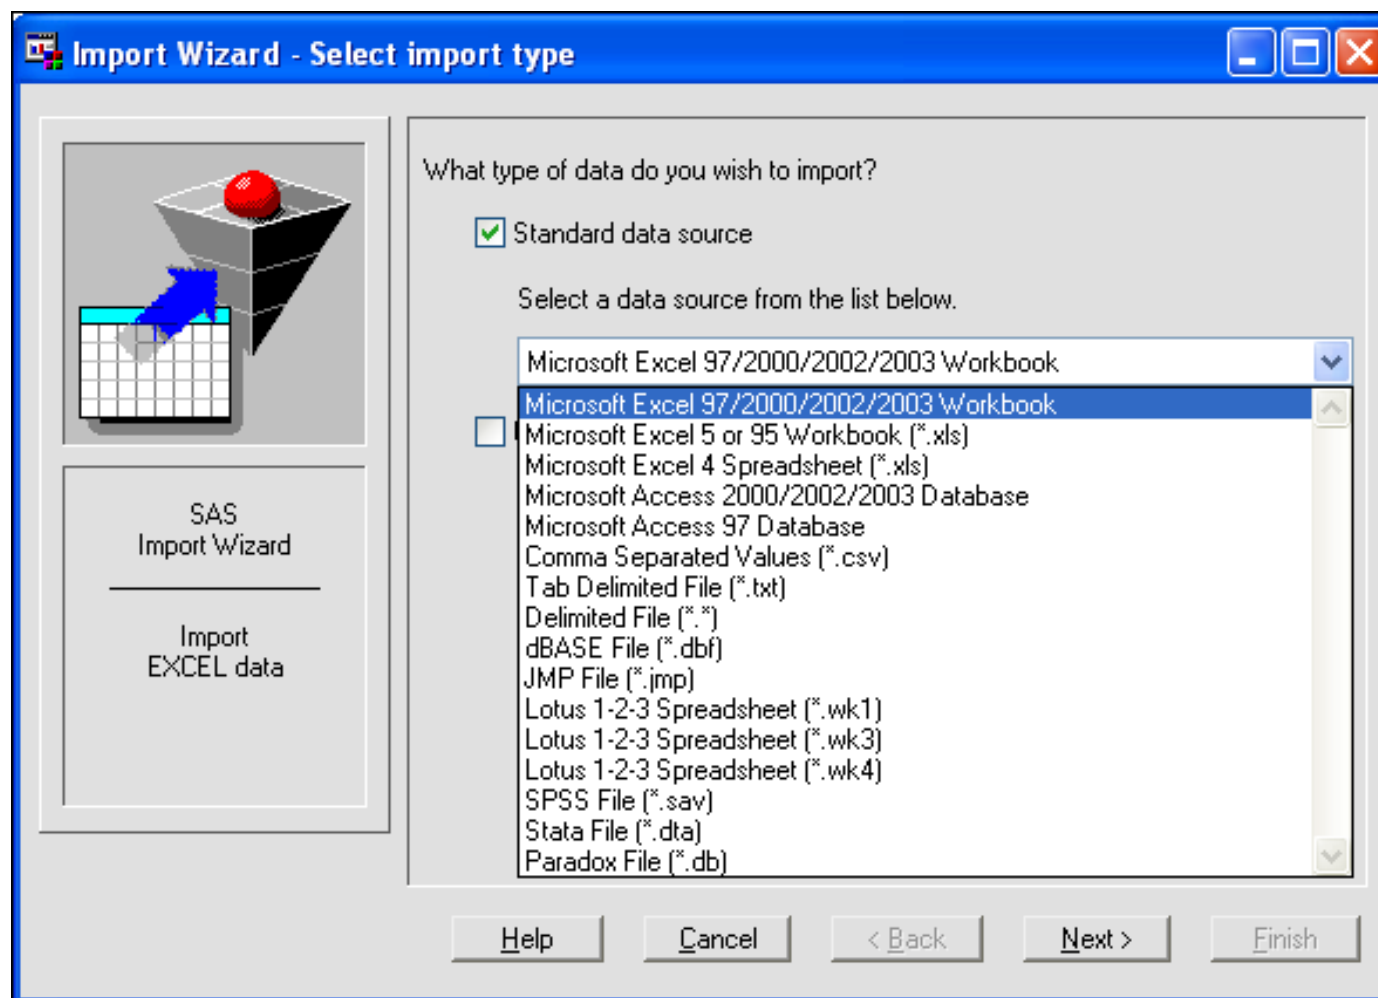 Import Wizard - Select import type
What type of data do you wish to import?
Standard data source
Select a data source from the list below.
Microsoft Excel 97/2000/2002/2003 Workbook
Microsoft Excel 97/2000/2002/2003 Workbook
Microsoft Excel 5 or 95 Workbook (*.xls)
Microsoft Excel 4 Spreadsheet (*.xls)
Microsoft Access 2000/2002/2003 Database
Microsoft Access 97 Database
Comma Separated Values (*.csv)
Tab Delimited File (*.txt)
Delimited File (*.*)
dBASE File (*.dbf)
JMP File (*.jmp)
Lotus 1-2-3 Spreadsheet (*.wk1)
Lotus 1-2-3 Spreadsheet (*.wk3)
Lotus 1-2-3 Spreadsheet (*.wk4)
SPSS File (*.sav)
Stata File (*.dta)
Paradox File (*.db)
SAS
Import Wizard
Import
EXCEL data
Help Cancel < Back Next > Finish